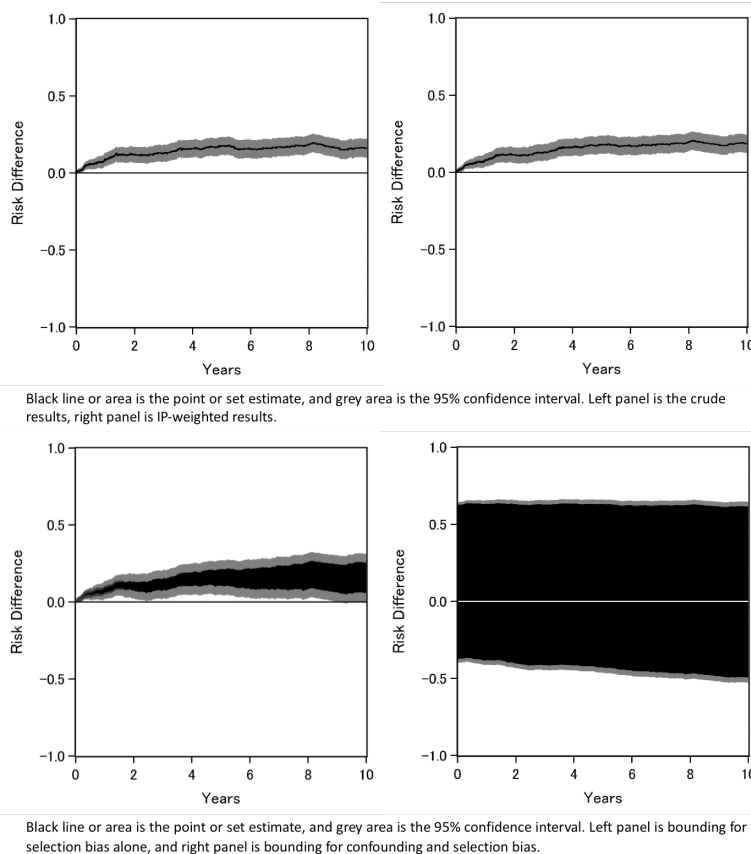 1.0
0.5
0.0
−0.5
−1.0
Risk Difference
0 2 4 6 8 10
Years
1.0
0.5
0.0
−0.5
−1.0
Risk Difference
0 2 4 6 8 10
Years
Black line or area is the point or set estimate, and grey area is the 95% confidence interval. Left panel is the crude
results, right panel is IP-weighted results.
1.0
0.5
0.0
−0.5
−1.0
Risk Difference
0 2 4 6 8 10
Years
1.0
0.5
0.0
−0.5
−1.0
Risk Difference
0 2 4 6 8 10
Years
Black line or area is the point or set estimate, and grey area is the 95% confidence interval. Left panel is bounding for
selection bias alone, and right panel is bounding for confounding and selection bias.